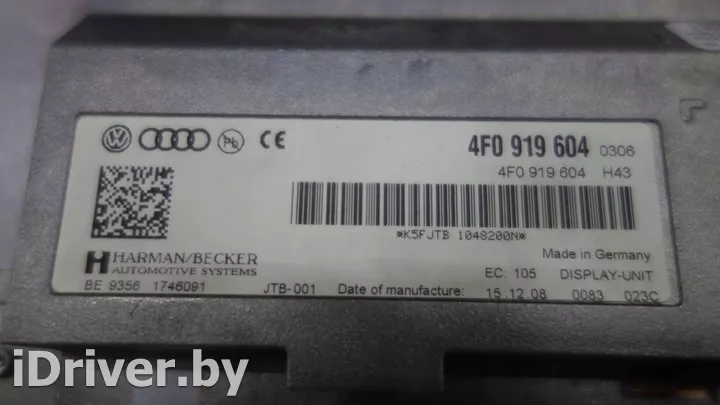 4F0 919 604 0306
4F0 919 604 H43
*K5FJTB 1048200N*
Made in Germany
HARMAN/BECKER
AUTOMOTIVE SYSTEMS
EC: 105 DISPLAY-UNIT
BE 9356 1746091 JTB-001 Date of manufacture: 15.12.08 0083 023C
iDriver.by